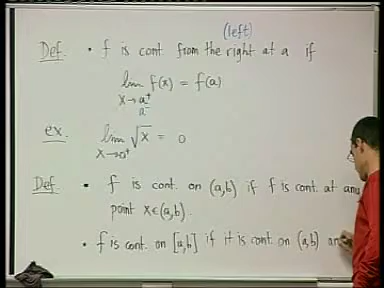 (left)
Def. • f is cont from the right at a if
lim f(x) = f(a)
x→a⁺
a⁻
ex. lim √x = 0
x→a⁺
Def. • f is cont. on (a,b) if f is cont. at any
point x∈(a,b).
• f is cont. on [a,b] if it is cont. on (a,b) an